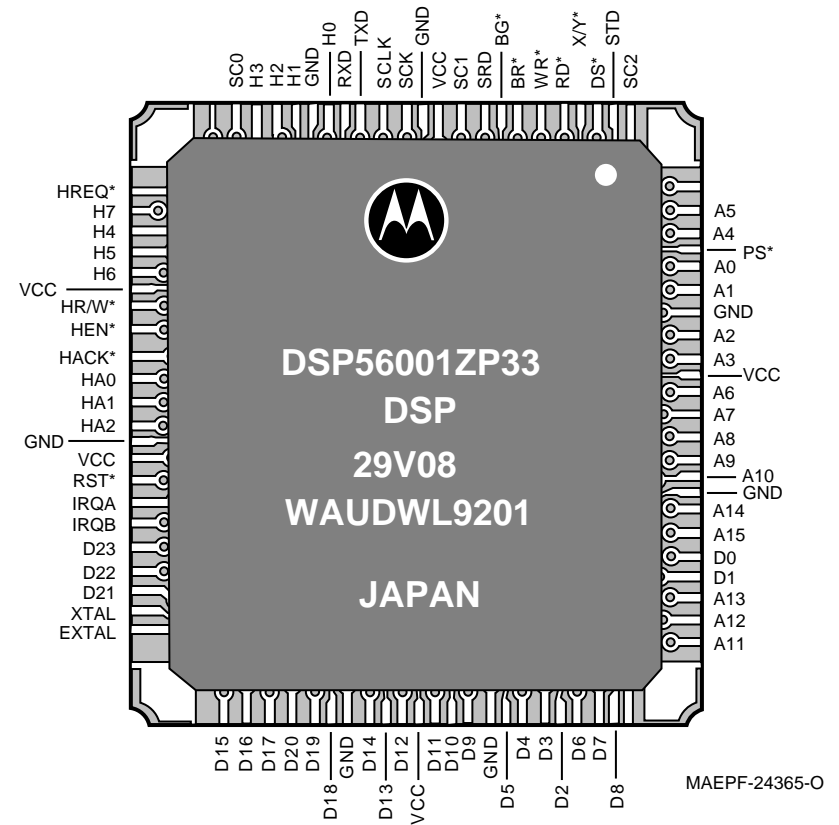 SC0
H3
H2
H1
GND
H0
RXD
TXD
SCLK
SCK
GND
VCC
SC1
SRD
BG*
BR*
WR*
RD*
X/Y*
DS*
STD
SC2
HREQ*
H7
H4
H5
H6
VCC
HR/W*
HEN*
HACK*
HA0
HA1
HA2
GND
VCC
RST*
IRQA
IRQB
D23
D22
D21
XTAL
EXTAL
DSP56001ZP33
DSP
29V08
WAUDWL9201
JAPAN
A5
A4
PS*
A0
A1
GND
A2
A3
VCC
A6
A7
A8
A9
A10
GND
A14
A15
D0
D1
A13
A12
A11
D15
D16
D17
D20
D19
D18
GND
D14
D13
D12
VCC
D11
D10
D9
GND
D5
D4
D3
D2
D6
D7
D8
MAEPF-24365-O